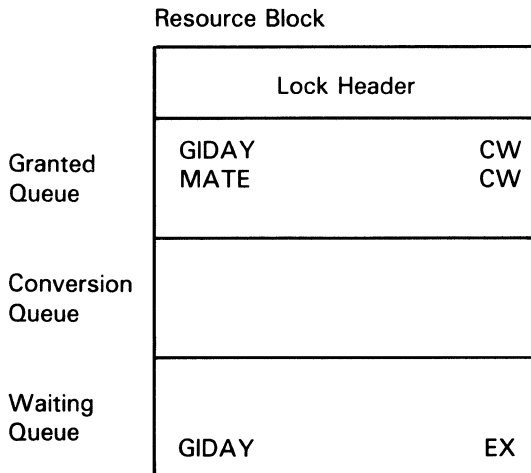 Resource Block
Lock Header
Granted
Queue
GIDAY CW
MATE CW
Conversion
Queue
Waiting
Queue
GIDAY EX